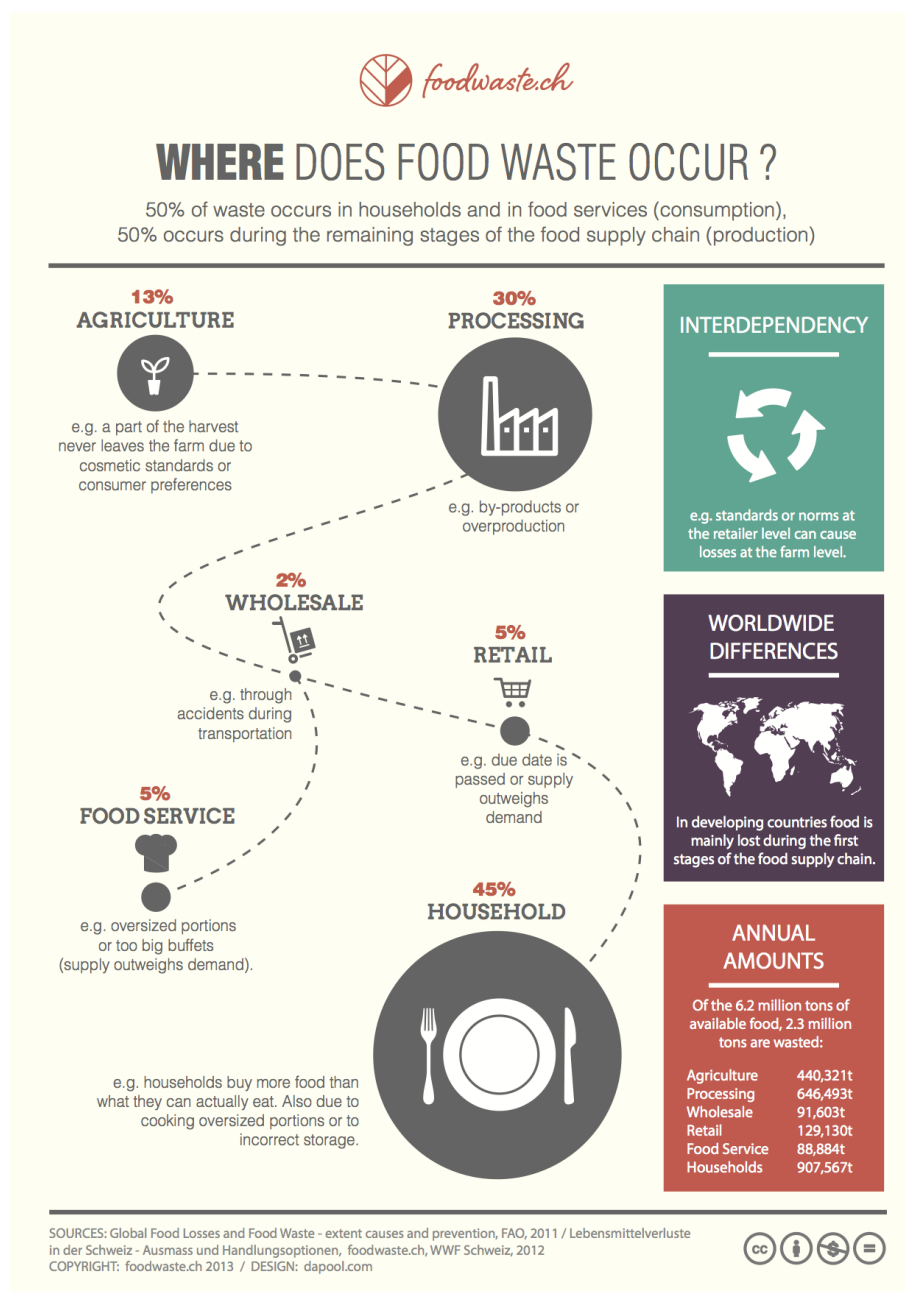 foodwaste.ch
WHERE DOES FOOD WASTE OCCUR ?
50% of waste occurs in households and in food services (consumption),
50% occurs during the remaining stages of the food supply chain (production)
13%
AGRICULTURE
e.g. a part of the harvest
never leaves the farm due to
cosmetic standards or
consumer preferences
30%
PROCESSING
e.g. by-products or
overproduction
2%
WHOLESALE
e.g. through
accidents during
transportation
5%
RETAIL
e.g. due date is
passed or supply
outweighs
demand
5%
FOOD SERVICE
e.g. oversized portions
or too big buffets
(supply outweighs demand).
45%
HOUSEHOLD
e.g. households buy more food than
what they can actually eat. Also due to
cooking oversized portions or to
incorrect storage.
INTERDEPENDENCY
e.g. standards or norms at
the retailer level can cause
losses at the farm level.
WORLDWIDE
DIFFERENCES
In developing countries food is
mainly lost during the first
stages of the food supply chain.
ANNUAL
AMOUNTS
Of the 6.2 million tons of
available food, 2.3 million
tons are wasted:
Agriculture 440,321t
Processing 646,493t
Wholesale 91,603t
Retail 129,130t
Food Service 88,884t
Households 907,567t
SOURCES: Global Food Losses and Food Waste - extent causes and prevention, FAO, 2011 / Lebensmittelverluste
in der Schweiz - Ausmass und Handlungsoptionen, foodwaste.ch, WWF Schweiz, 2012
COPYRIGHT: foodwaste.ch 2013 / DESIGN: dapool.com
cc